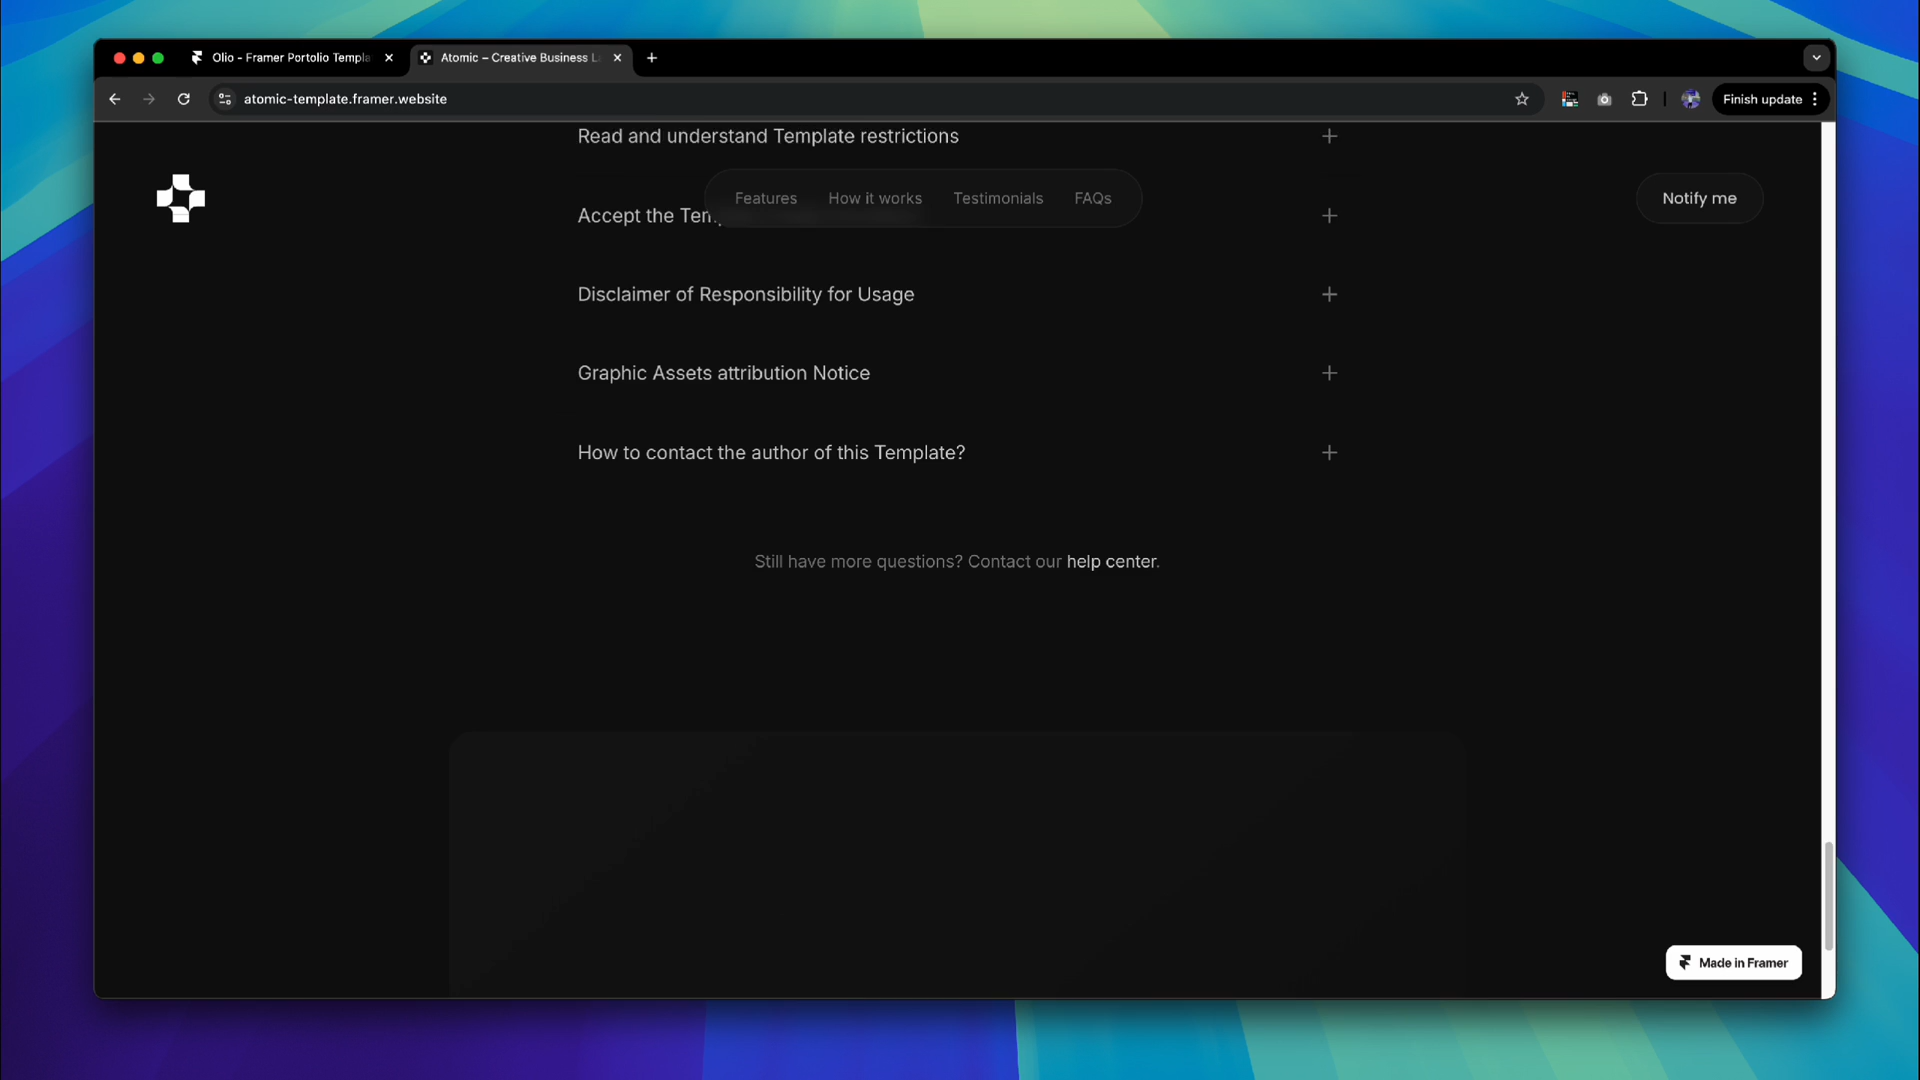 Olio - Framer Portolio Templa
Atomic – Creative Business L
atomic-template.framer.website
Finish update
Read and understand Template restrictions
Features How it works Testimonials FAQs
Notify me
Accept the
Disclaimer of Responsibility for Usage
Graphic Assets attribution Notice
How to contact the author of this Template?
Still have more questions? Contact our help center.
Made in Framer